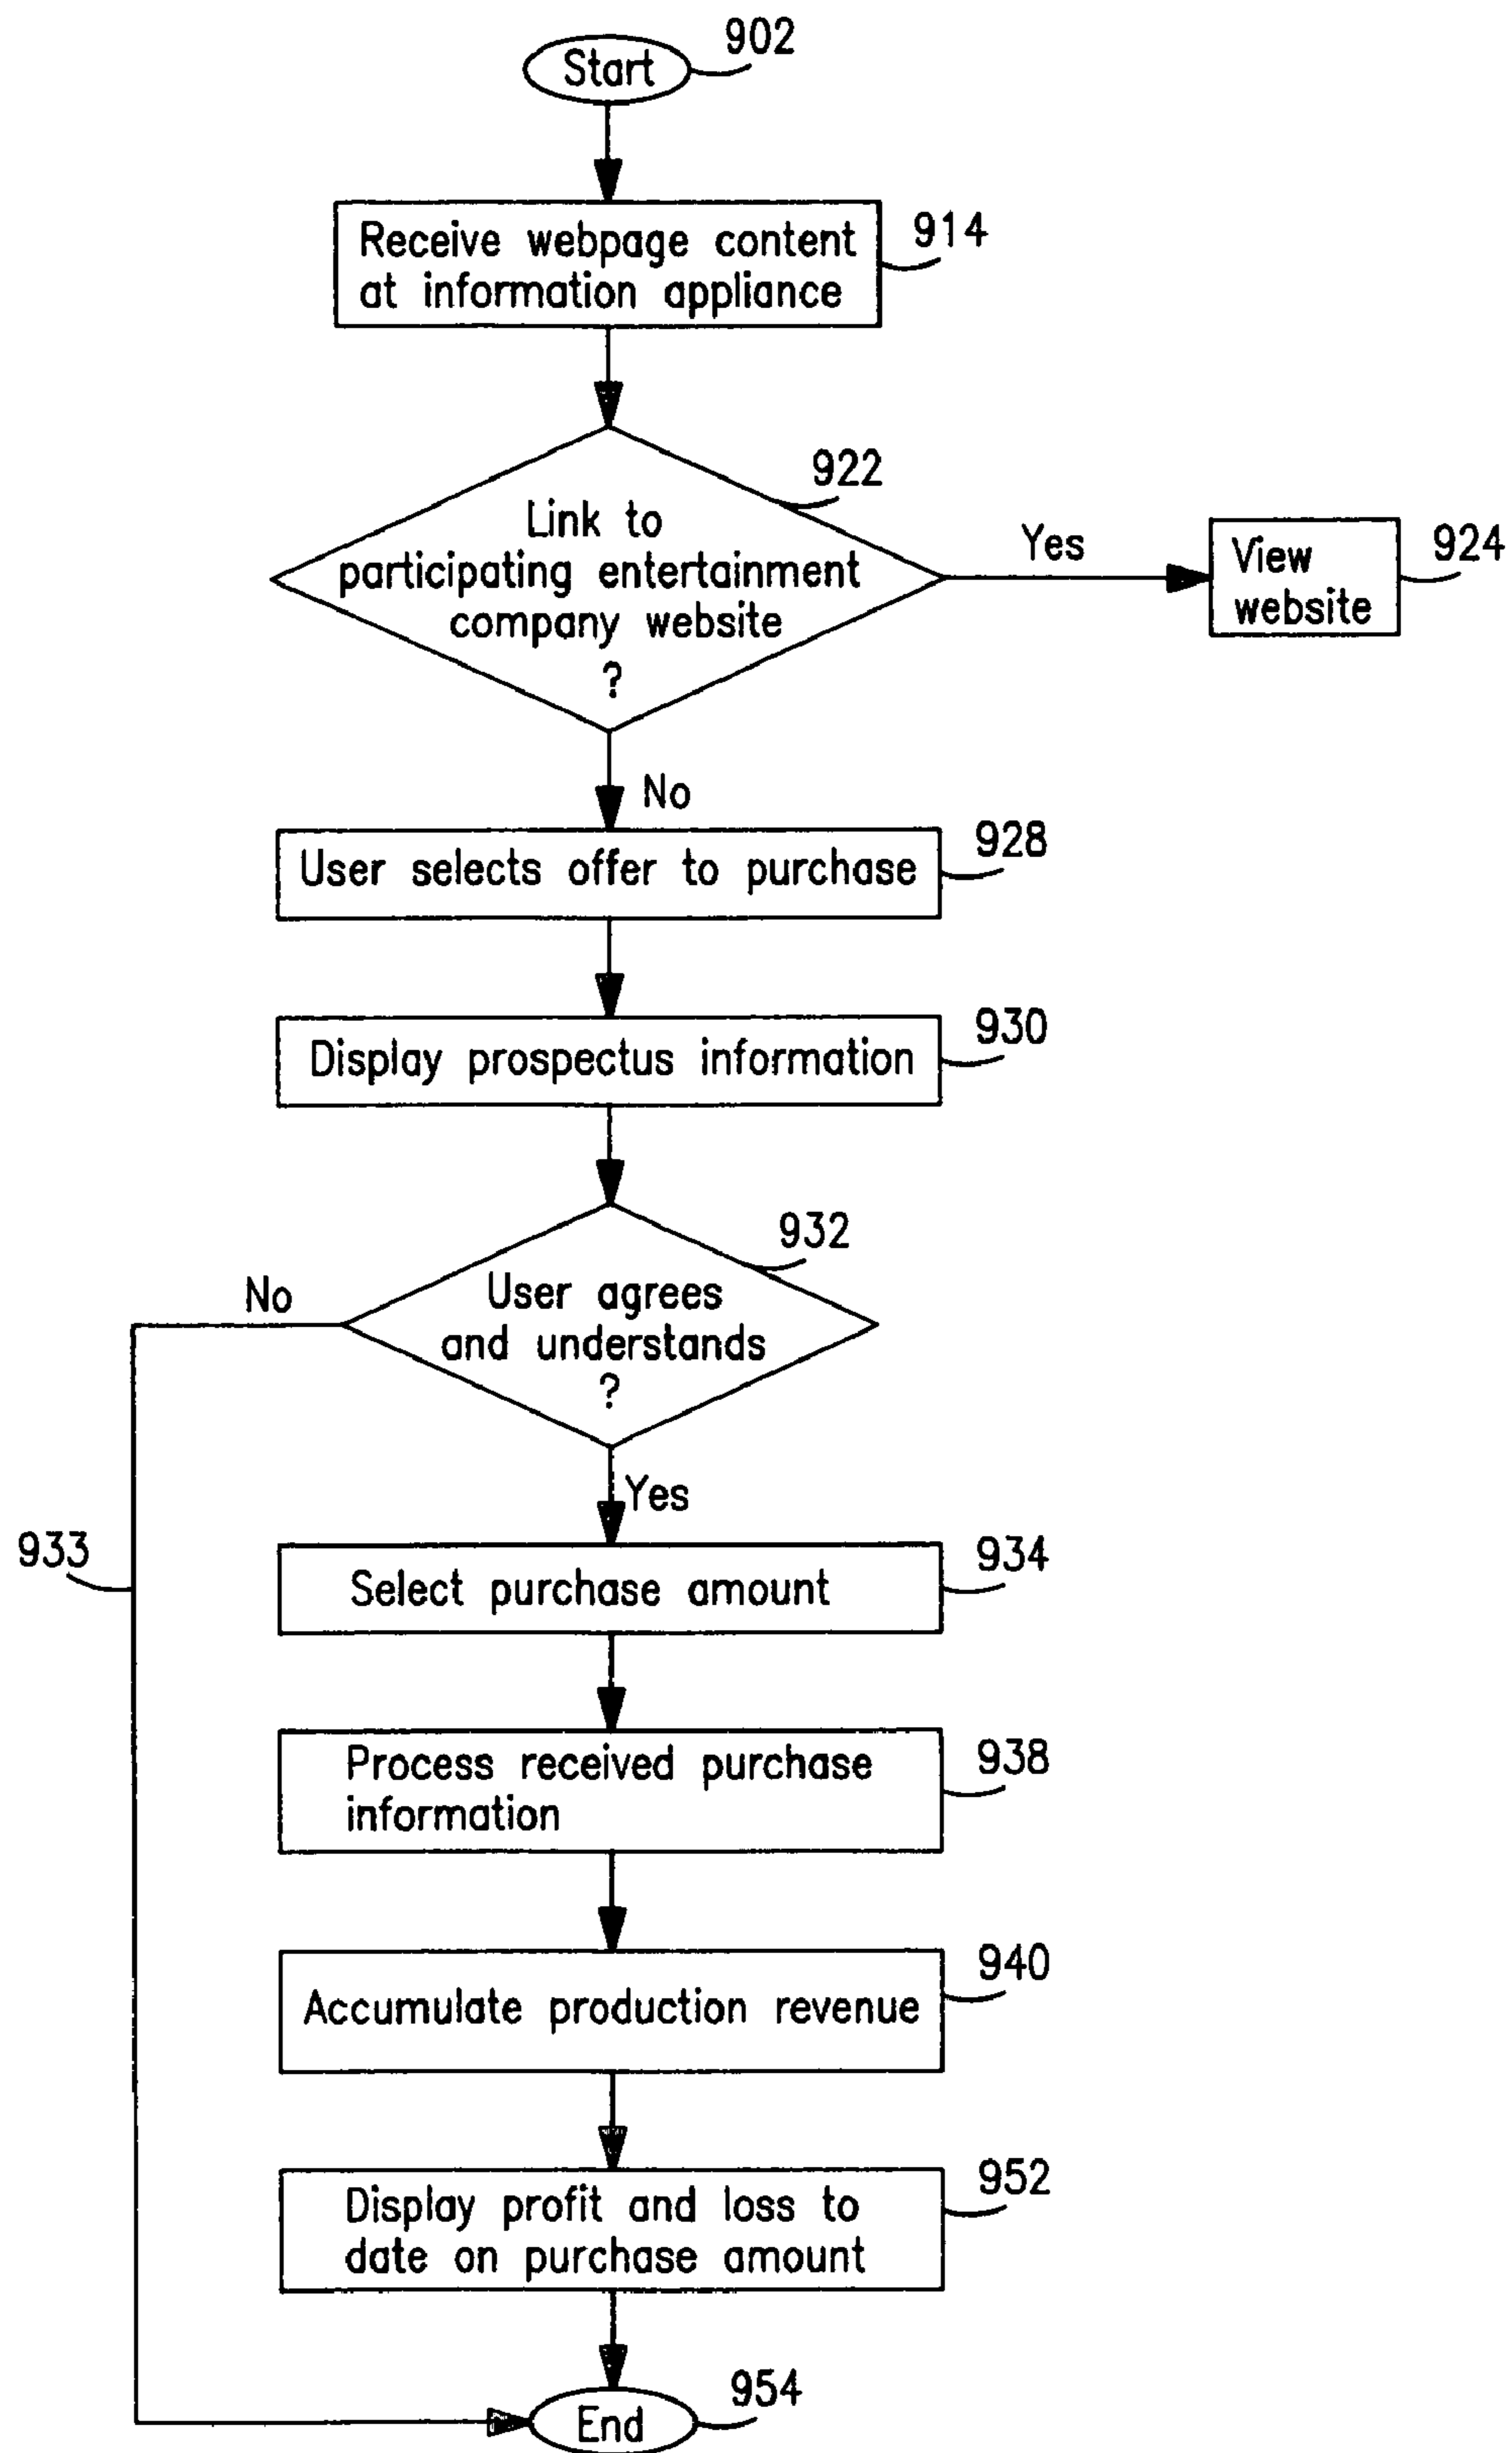 902
Start
Receive webpage content
at information appliance
914
922
Link to
participating entertainment
company website
?
Yes
View
website
924
No
User selects offer to purchase
928
Display prospectus information
930
932
No
User agrees
and understands
?
Yes
933
Select purchase amount
934
Process received purchase
information
938
Accumulate production revenue
940
Display profit and loss to
date on purchase amount
952
End
954